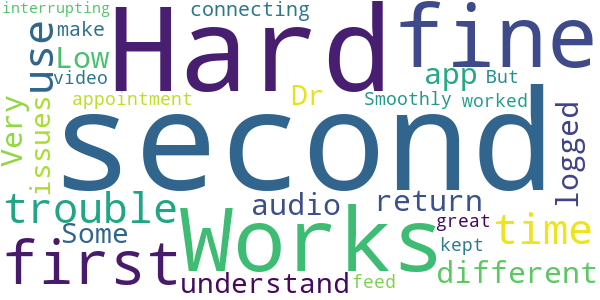 interrupting
connecting
make
Hard
fine
use
Low
video
app
But
appointment
Dr
Smoothly
worked
Very
issues
second
logged
trouble
audio
return
Some
Works
great
time
first
kept
understand
feed
different